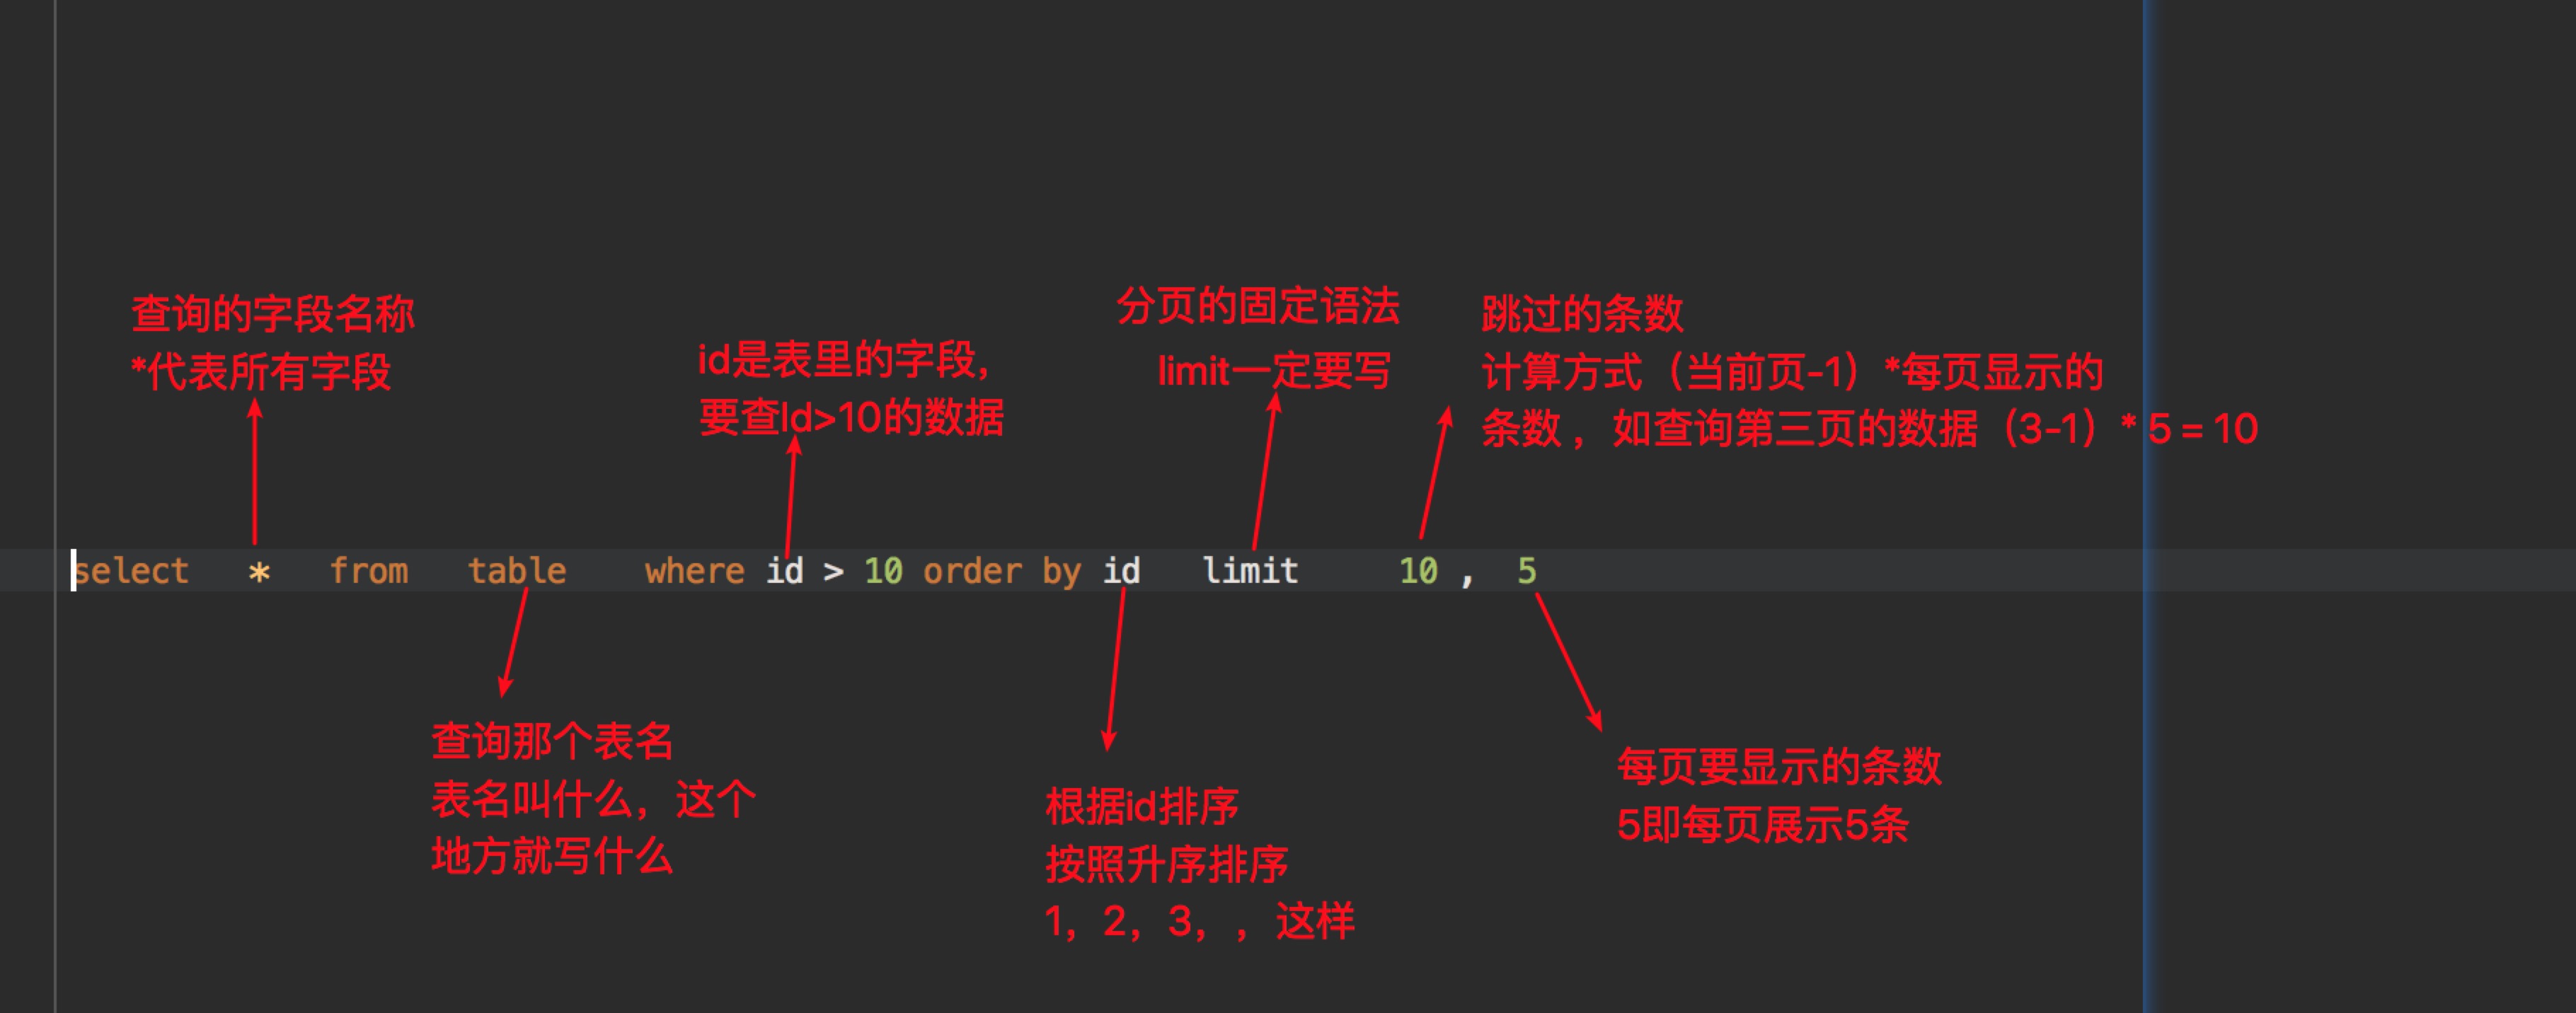 查询的字段名称
*代表所有字段
id是表里的字段，
要查Id>10的数据
分页的固定语法
limit一定要写
跳过的条数
计算方式（当前页-1）*每页显示的
条数 ，如查询第三页的数据（3-1）* 5 = 10
select * from table where id > 10 order by id limit 10 , 5
查询那个表名
表名叫什么，这个
地方就写什么
根据id排序
按照升序排序
1，2，3，，这样
每页要显示的条数
5即每页展示5条